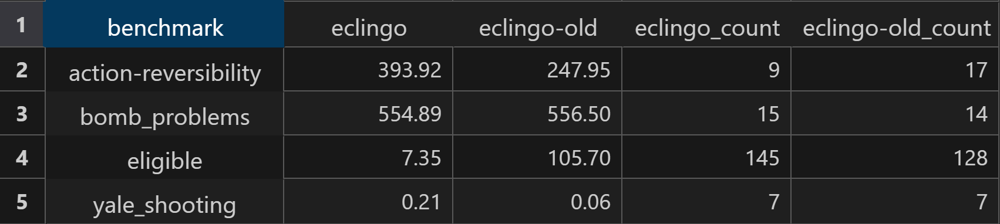 1 benchmark eclingo eclingo-old eclingo_count eclingo-old_count
2 action-reversibility 393.92 247.95 9 17
3 bomb_problems 554.89 556.50 15 14
4 eligible 7.35 105.70 145 128
5 yale_shooting 0.21 0.06 7 7